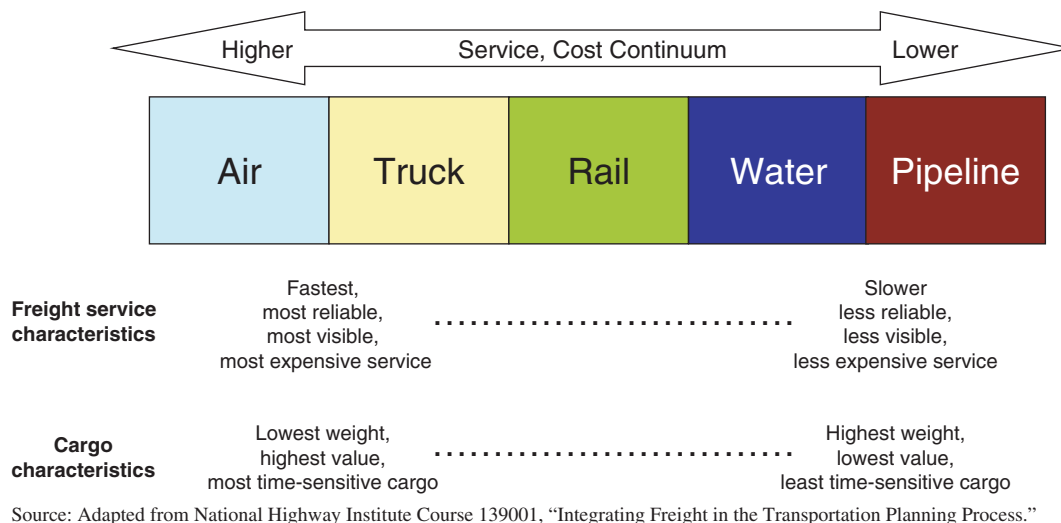 Higher Service, Cost Continuum Lower
Air Truck Rail Water Pipeline
Freight service
characteristics
Fastest,
most reliable,
most visible,
most expensive service
Slower
less reliable,
less visible,
less expensive service
Cargo
characteristics
Lowest weight,
highest value,
most time-sensitive cargo
Highest weight,
lowest value,
least time-sensitive cargo
Source: Adapted from National Highway Institute Course 139001, “Integrating Freight in the Transportation Planning Process.”